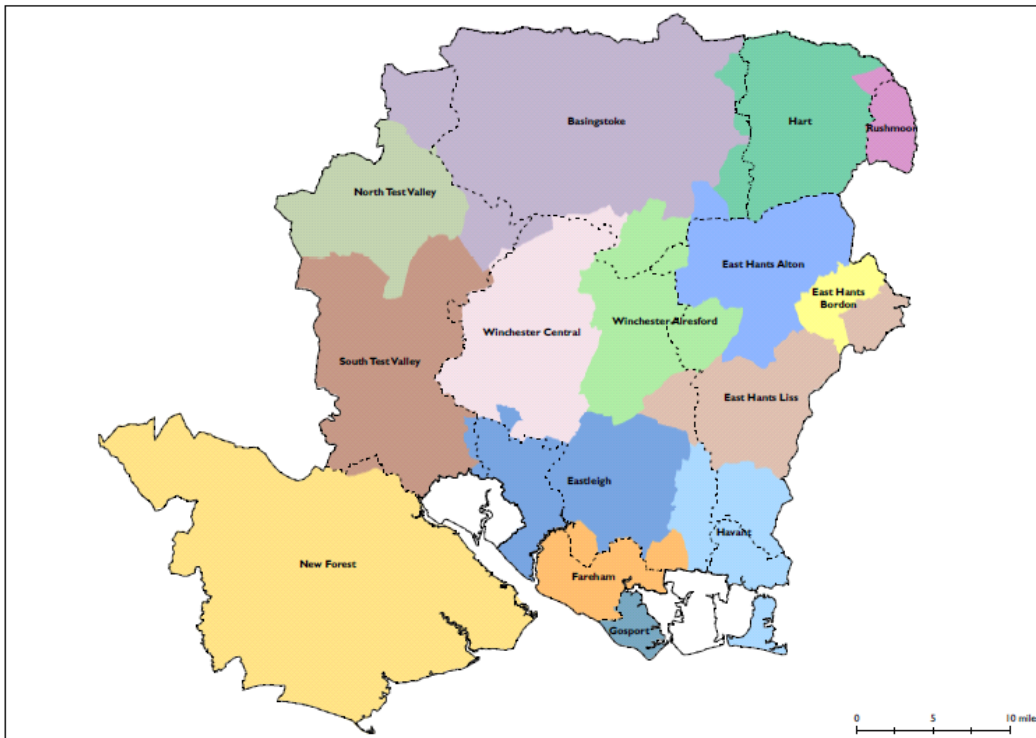 Basingstoke
Hart
Rushmoor
North Test Valley
East Hants Alton
East Hants
Bordon
Winchester Central
Winchester Alresford
South Test Valley
East Hants Liss
Eastleigh
Havant
New Forest
Fareham
Gosport
0 5 10 mile